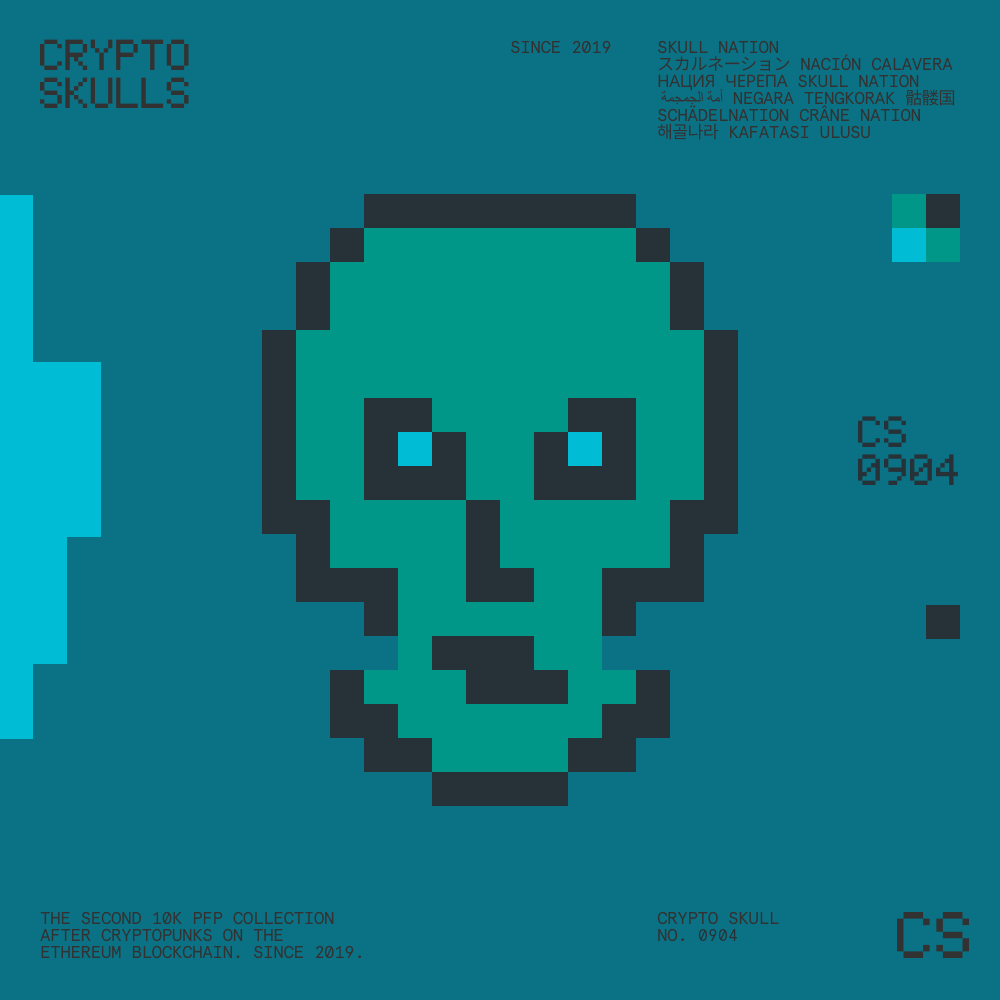 CRYPTO
SKULLS
SINCE 2019
SKULL NATION
スカルネーション NACIÓN CALAVERA
НАЦИЯ ЧЕРЕПА SKULL NATION
أمة الجمجمة NEGARA TENGKORAK 骷髅国
SCHÄDELNATION CRÂNE NATION
해골나라 KAFATASI ULUSU
CS
0904
THE SECOND 10K PFP COLLECTION
AFTER CRYPTOPUNKS ON THE
ETHEREUM BLOCKCHAIN. SINCE 2019.
CRYPTO SKULL
NO. 0904
CS